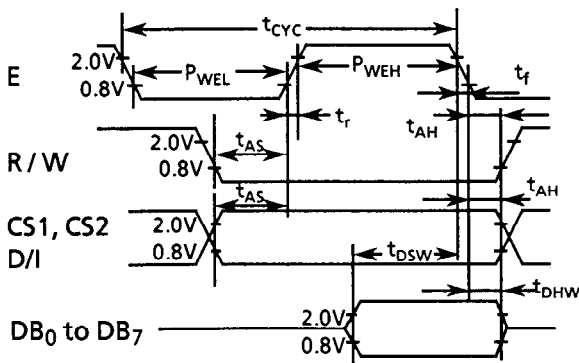 tCYC
E
2.0V
0.8V
PWEL
PWEH
tf
tr
tAH
R / W
2.0V
0.8V
tAS
tAS
tAH
CS1, CS2
D/I
2.0V
0.8V
tDSW
tDHW
DB0 to DB7
2.0V
0.8V